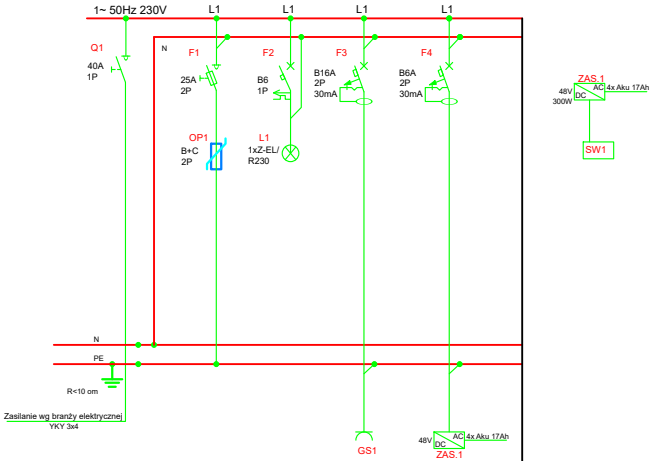 1~ 50Hz 230V
L1
L1
L1
L1
Q1
40A
1P
N
F1
25A
2P
F2
B6
1P
F3
B16A
2P
30mA
F4
B6A
2P
30mA
ZAS.1
48V
300W
AC
DC
4x Aku 17Ah
SW1
OP1
B+C
2P
L1
1xZ-EL/
R230
N
PE
R<10 om
Zasilanie wg branży elektrycznej
YKY 3x4
GS1
48V
AC
DC
4x Aku 17Ah
ZAS.1